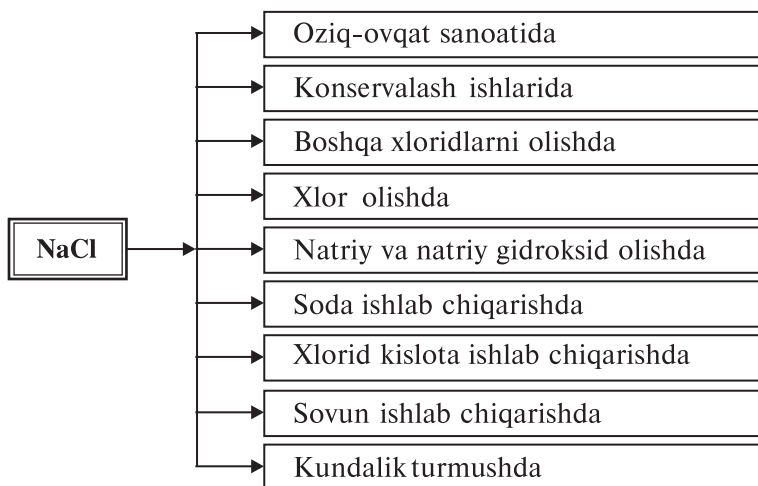 Oziq-ovqat sanoatida
Konservalash ishlarida
Boshqa xloridlarni olishda
Xlor olishda
NaCl
Natriy va natriy gidroksid olishda
Soda ishlab chiqarishda
Xlorid kislota ishlab chiqarishda
Sovun ishlab chiqarishda
Kundalik turmushda